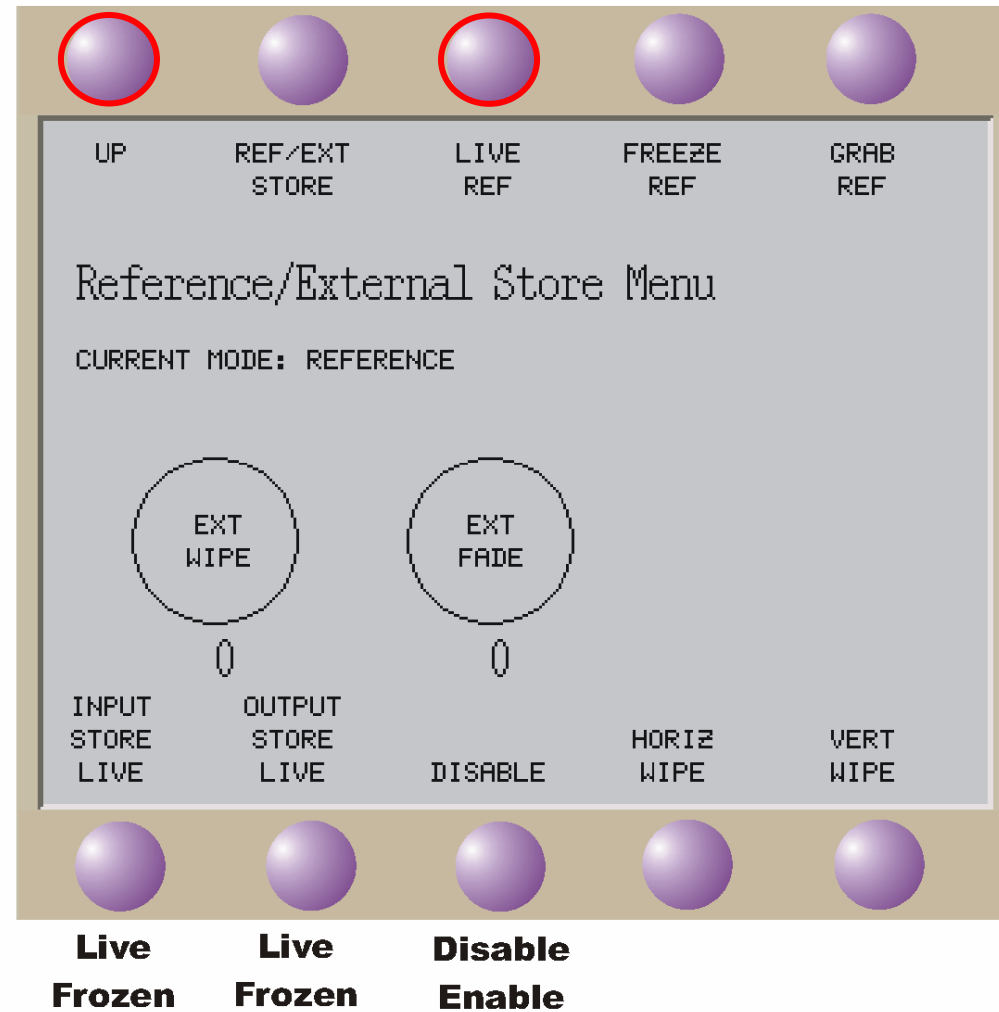 UP REF/EXT LIVE FREEZE GRAB
STORE REF REF REF
Reference/External Store Menu
CURRENT MODE: REFERENCE
EXT EXT
WIPE FADE
0 0
INPUT OUTPUT
STORE STORE HORIZ VERT
LIVE LIVE DISABLE WIPE WIPE
Live Live Disable
Frozen Frozen Enable